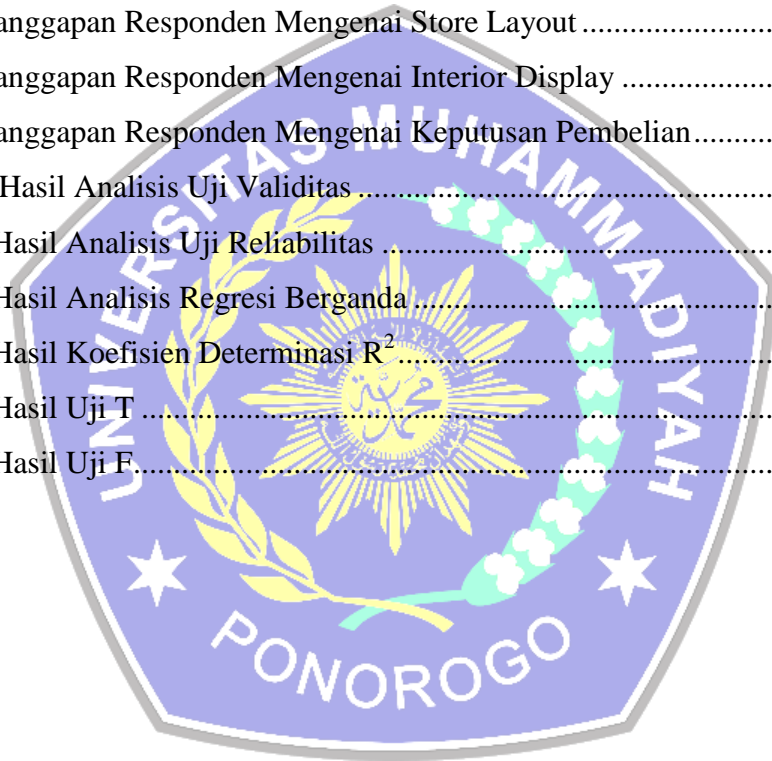 anggapan Responden Mengenai Store Layout ........................
anggapan Responden Mengenai Interior Display ...................
anggapan Responden Mengenai Keputusan Pembelian..........
Hasil Analisis Uji Validitas ....................................................
Hasil Analisis Uji Reliabilitas .................................................
Hasil Analisis Regresi Berganda .............................................
Hasil Koefisien Determinasi R²...............................................
Hasil Uji T ...............................................................................
Hasil Uji F................................................................................
UNIVERSITAS MUHAMMADIYAH
PONOROGO
محمدية